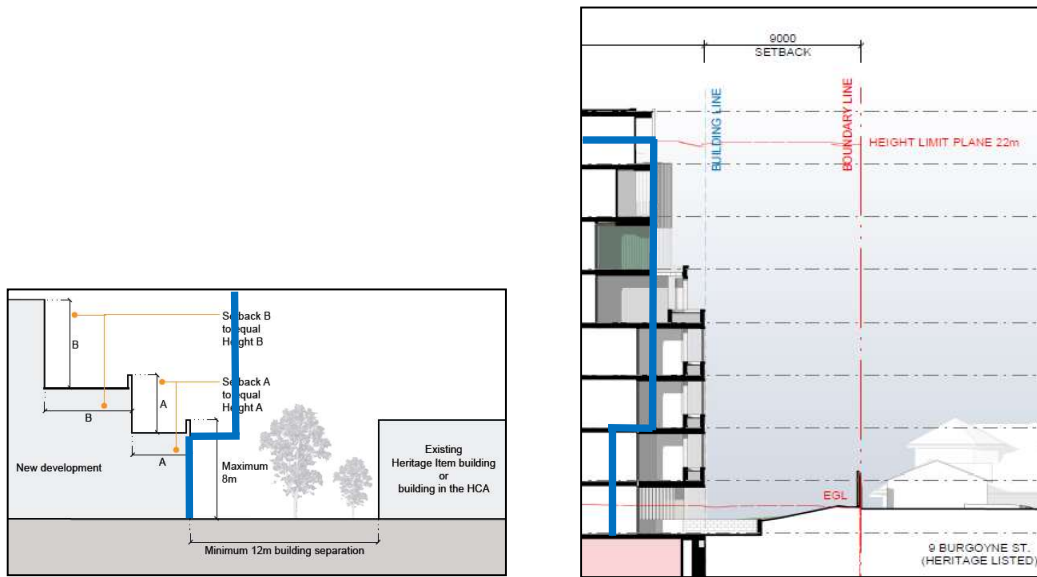 Setback B
to equal
Height B
B
B
Setback A
to equal
Height A
A
A
New development
Maximum
8m
Existing
Heritage Item building
or
building in the HCA
Minimum 12m building separation
9000
SETBACK
BUILDING LINE
BOUNDARY LINE
HEIGHT LIMIT PLANE 22m
EGL
9 BURGOYNE ST.
(HERITAGE LISTED)